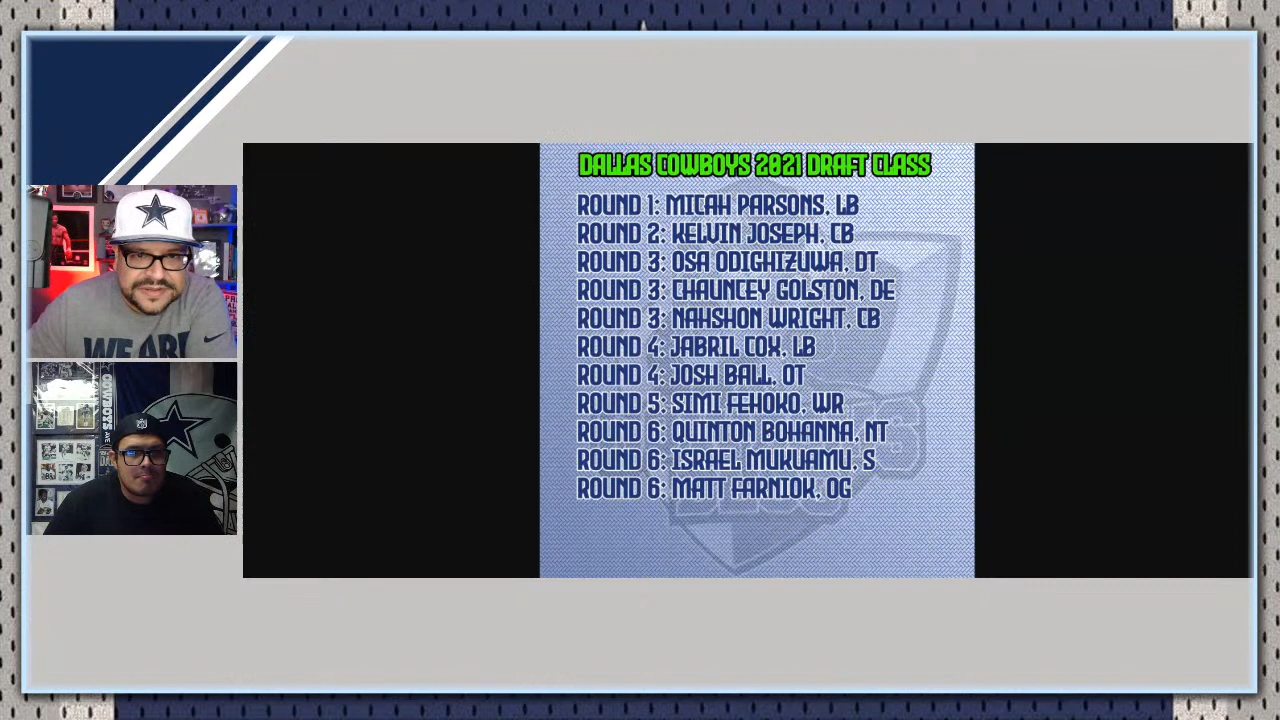 DALLAS COWBOYS 2021 DRAFT CLASS
ROUND 1: MICAH PARSONS, LB
ROUND 2: KELVIN JOSEPH, CB
ROUND 3: OSA ODIGHIZUWA, DT
ROUND 3: CHAUNCEY GOLSTON, DE
ROUND 3: NAHSHON WRIGHT, CB
ROUND 4: JABRIL COX, LB
ROUND 4: JOSH BALL, OT
ROUND 5: SIMI FEHOKO, WR
ROUND 6: QUINTON BOHANNA, NT
ROUND 6: ISRAEL MUKUAMU, S
ROUND 6: MATT FARNIOK, OG
WE ARE
COWBOYS